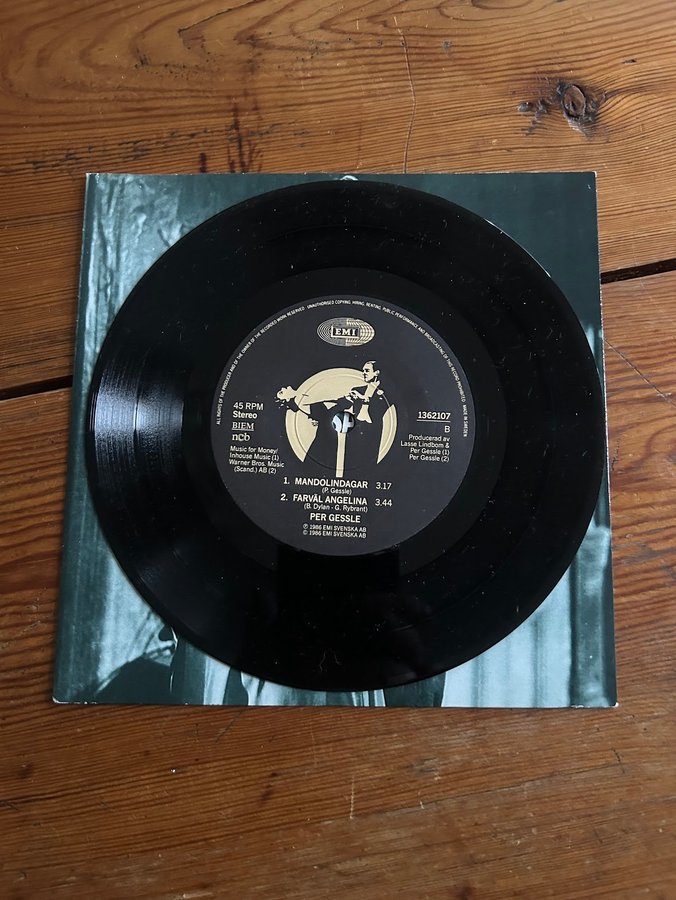 ALL RIGHTS OF THE PRODUCER AND OF THE OWNER OF THE RECORDED WORK RESERVED UNAUTHORISED COPYING, HIRING, RENTING, PUBLIC PERFORMANCE AND BROADCASTING OF THIS RECORD PROHIBITED MADE IN SWEDEN
EMI
45 RPM
Stereo
BIEM
ncb
Music for Money/
Inhouse Music (1)
Warner Bros. Music
(Scand.) AB (2)
1362107
B
Producerad av
Lasse Lindbom &
Per Gessle (1)
Per Gessle (2)
1. MANDOLINDAGAR 3.17
(P. Gessle)
2. FARVÄL ANGELINA 3.44
(B. Dylan - G. Rybrant)
PER GESSLE
℗ 1986 EMI SVENSKA AB
© 1986 EMI SVENSKA AB